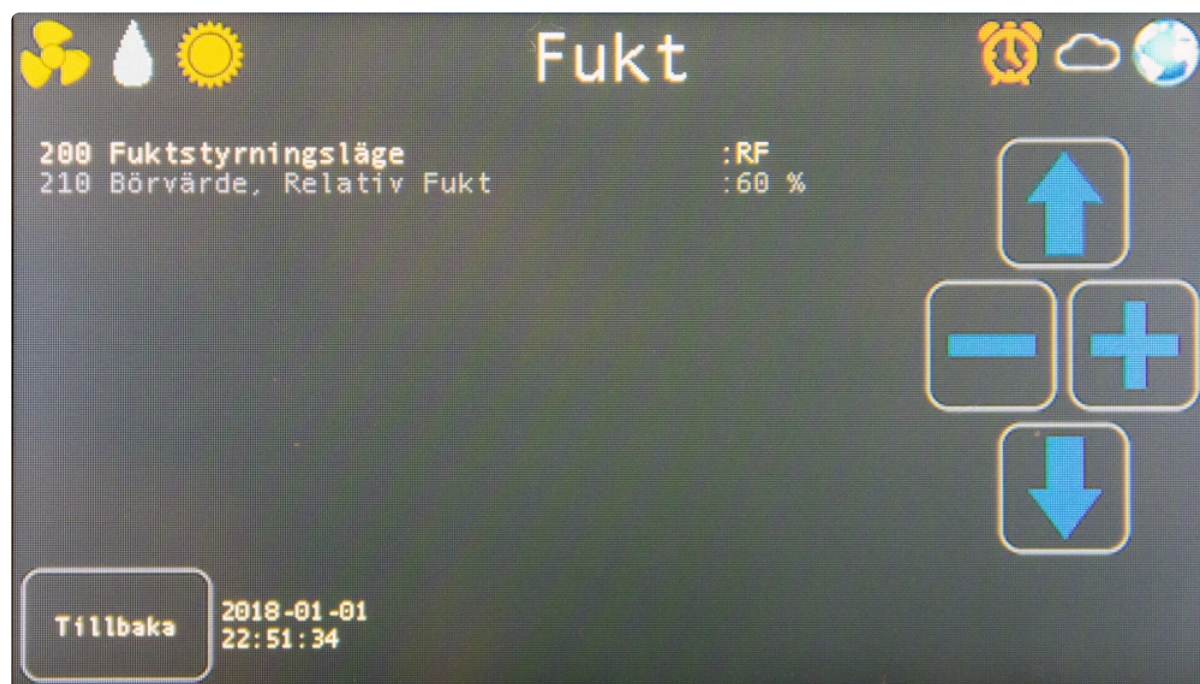 Fukt
200 Fuktstyrningsläge :RF
210 Börvärde, Relativ Fukt :60 %
Tillbaka
2018-01-01
22:51:34